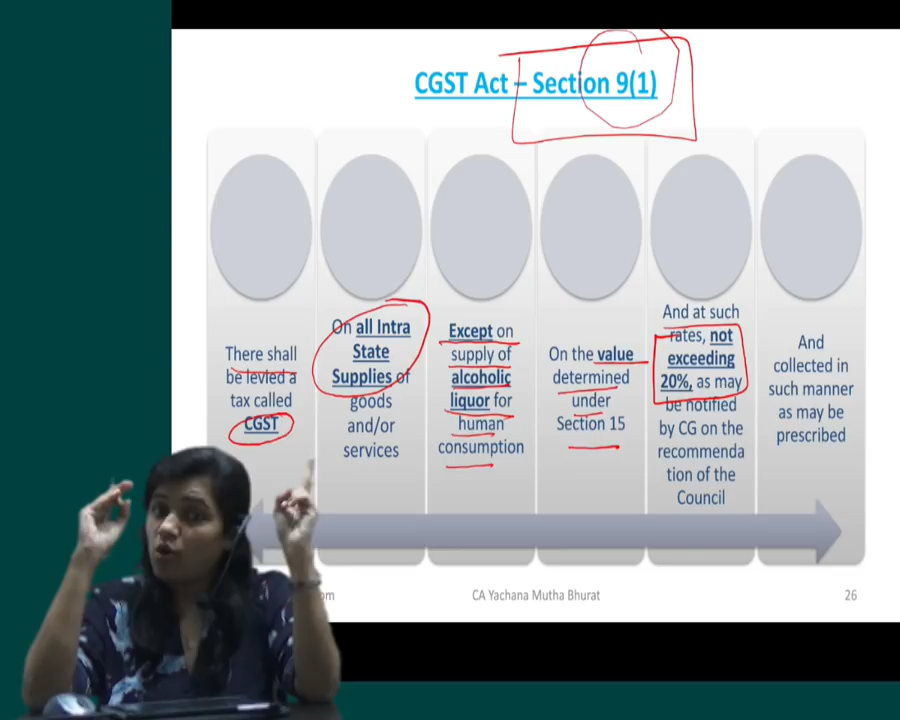 CGST Act – Section 9(1)
There shall
be levied a
tax called
CGST
On all Intra
State
Supplies of
goods
and/or
services
Except on
supply of
alcoholic
liquor for
human
consumption
On the value
determined
under
Section 15
And at such
rates, not
exceeding
20%, as may
be notified
by CG on the
recommenda
tion of the
Council
And
collected in
such manner
as may be
prescribed
om
CA Yachana Mutha Bhurat
26